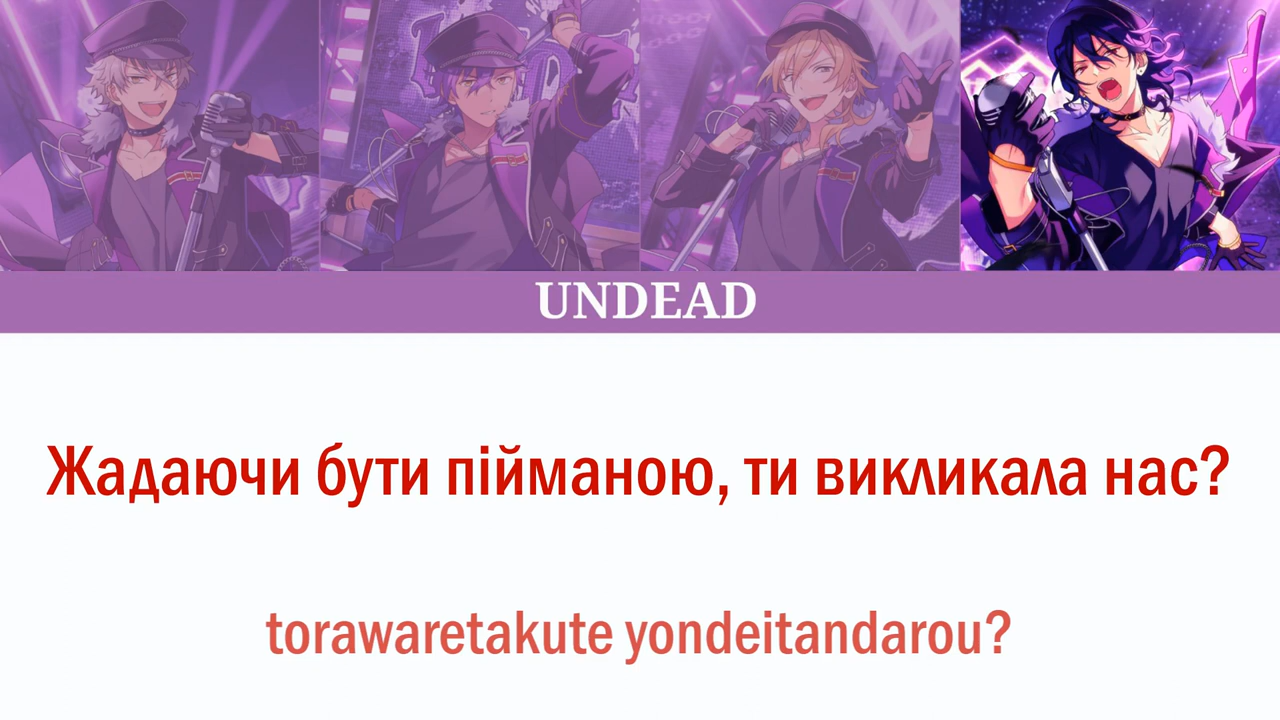 UNDEAD
Жадаючи бути пійманою, ти викликала нас?
torawaretakute yondeitandarou?